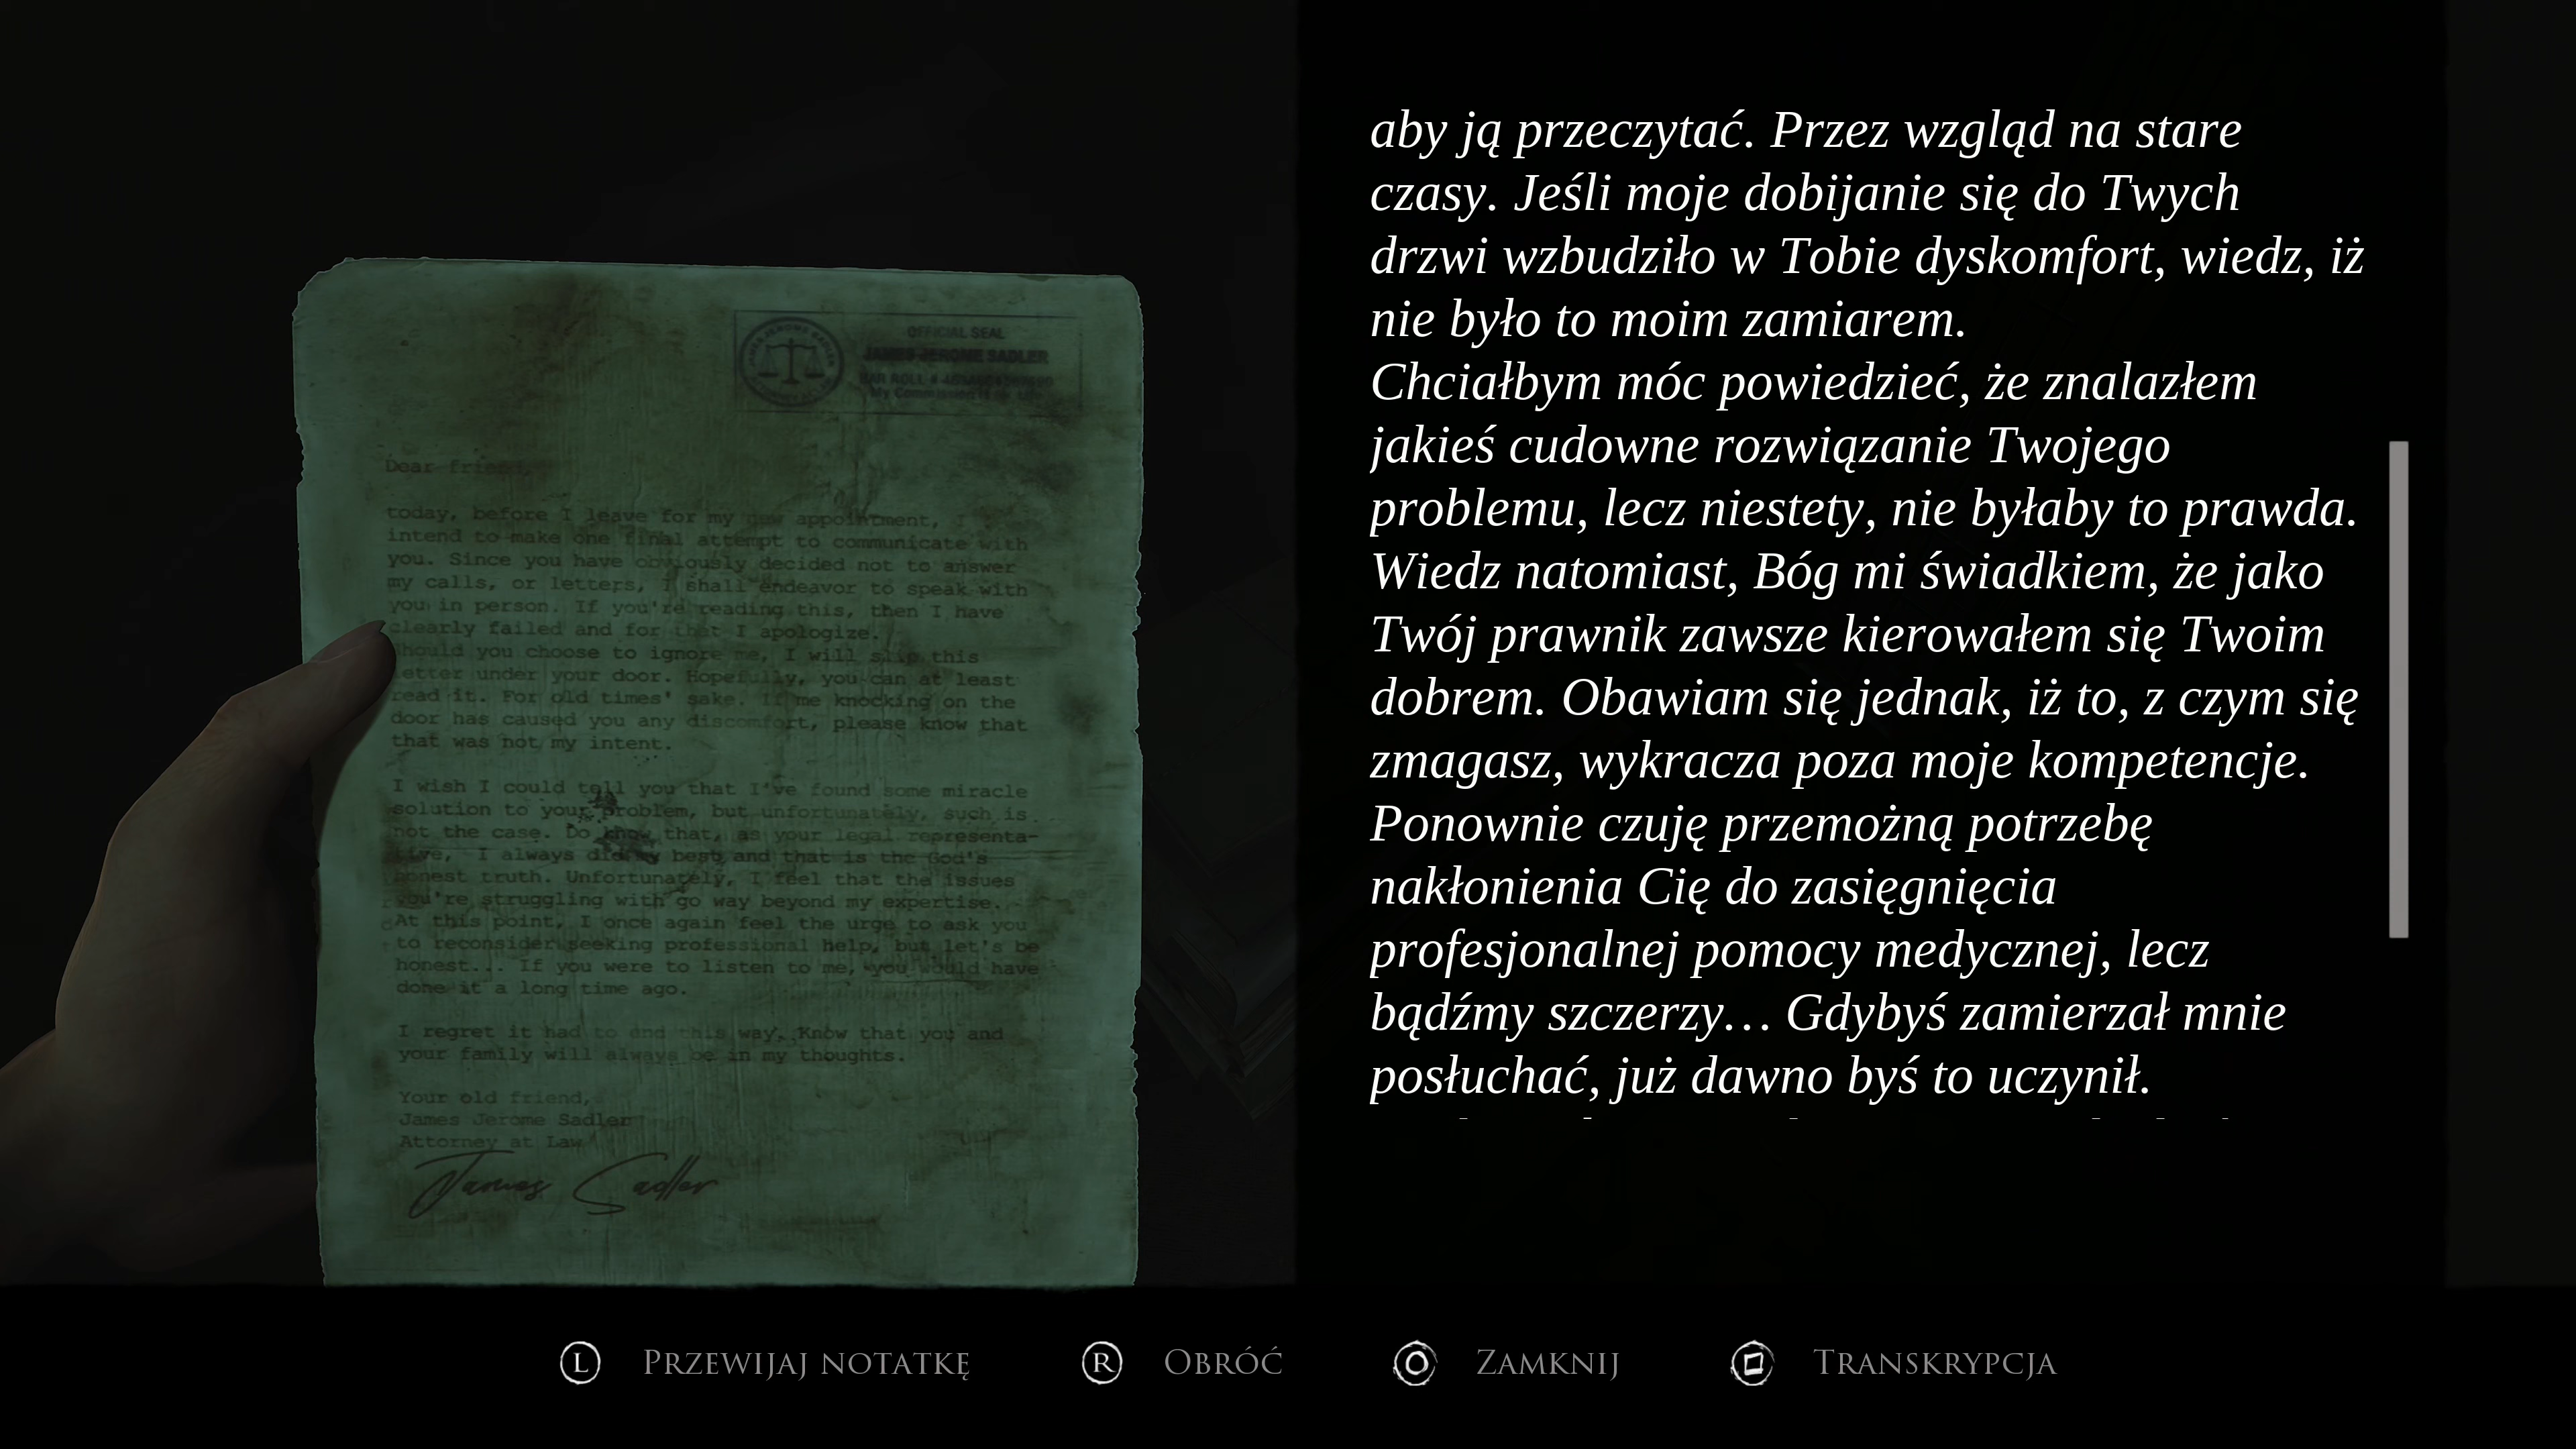 OFFICIAL SEAL
JAMES JEROME SADLER
BAR ROLL #
My Commission is
Dear friend,
today, before I leave for my new appointment, I
intend to make one final attempt to communicate with
you. Since you have obviously decided not to answer
my calls, or letters, I shall endeavor to speak with
you in person. If you're reading this, then I have
clearly failed and for that I apologize.
Should you choose to ignore me, I will slip this
letter under your door. Hopefully, you can at least
read it. For old times' sake. If me knocking on the
door has caused you any discomfort, please know that
that was not my intent.
I wish I could tell you that I've found some miracle
solution to your problem, but unfortunately, such is
not the case. Do know that, as your legal representa-
tive, I always did my best and that is the God's
honest truth. Unfortunately, I feel that the issues
you're struggling with go way beyond my expertise.
At this point, I once again feel the urge to ask you
to reconsider seeking professional help, but let's be
honest... If you were to listen to me, you would have
done it a long time ago.
I regret it had to end this way. Know that you and
your family will always be in my thoughts.
Your old friend,
James Jerome Sadler
Attorney at Law
James Sadler
aby ją przeczytać. Przez wzgląd na stare
czasy. Jeśli moje dobijanie się do Twych
drzwi wzbudziło w Tobie dyskomfort, wiedz, iż
nie było to moim zamiarem.
Chciałbym móc powiedzieć, że znalazłem
jakieś cudowne rozwiązanie Twojego
problemu, lecz niestety, nie byłaby to prawda.
Wiedz natomiast, Bóg mi świadkiem, że jako
Twój prawnik zawsze kierowałem się Twoim
dobrem. Obawiam się jednak, iż to, z czym się
zmagasz, wykracza poza moje kompetencje.
Ponownie czuję przemożną potrzebę
nakłonienia Cię do zasięgnięcia
profesjonalnej pomocy medycznej, lecz
bądźmy szczerzy… Gdybyś zamierzał mnie
posłuchać, już dawno byś to uczynił.
L PRZEWIJAJ NOTATKĘ R OBRÓĆ ZAMKNIJ TRANSKRYPCJA